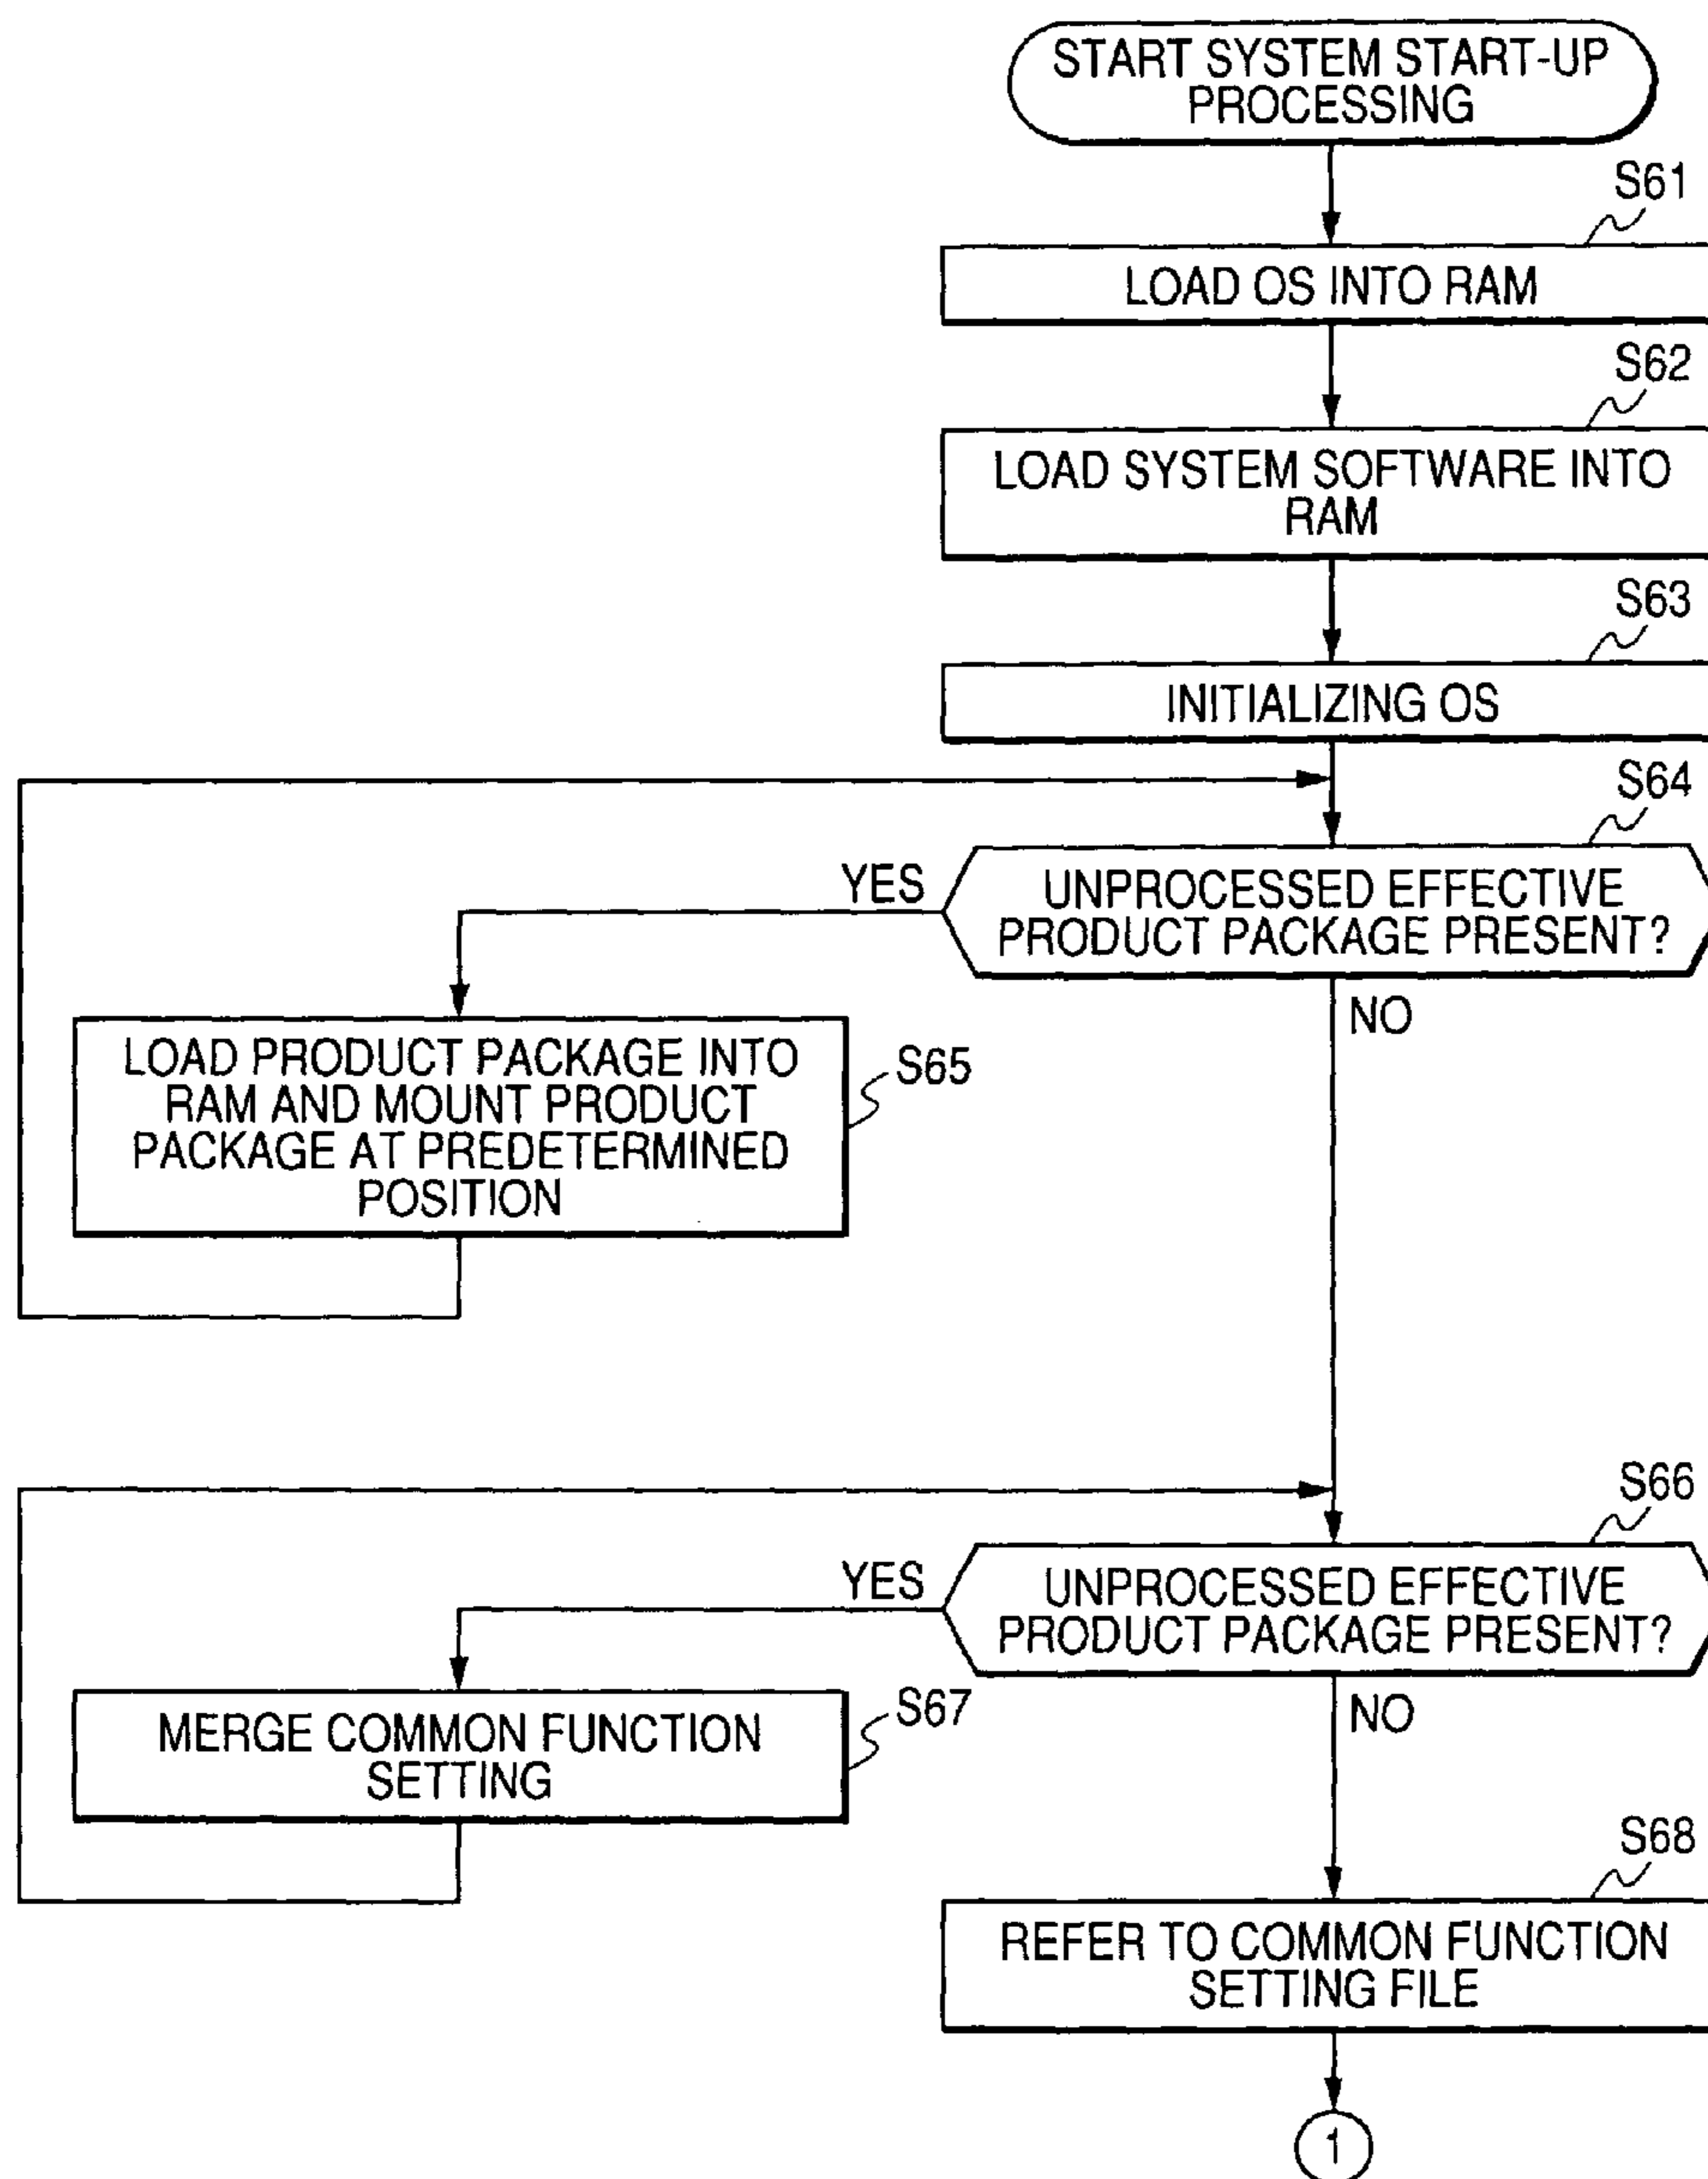 START SYSTEM START-UP
PROCESSING
S61
LOAD OS INTO RAM
S62
LOAD SYSTEM SOFTWARE INTO
RAM
S63
INITIALIZING OS
S64
YES
UNPROCESSED EFFECTIVE
PRODUCT PACKAGE PRESENT?
NO
LOAD PRODUCT PACKAGE INTO
RAM AND MOUNT PRODUCT
PACKAGE AT PREDETERMINED
POSITION
S65
S66
YES
UNPROCESSED EFFECTIVE
PRODUCT PACKAGE PRESENT?
NO
MERGE COMMON FUNCTION
SETTING
S67
S68
REFER TO COMMON FUNCTION
SETTING FILE
1